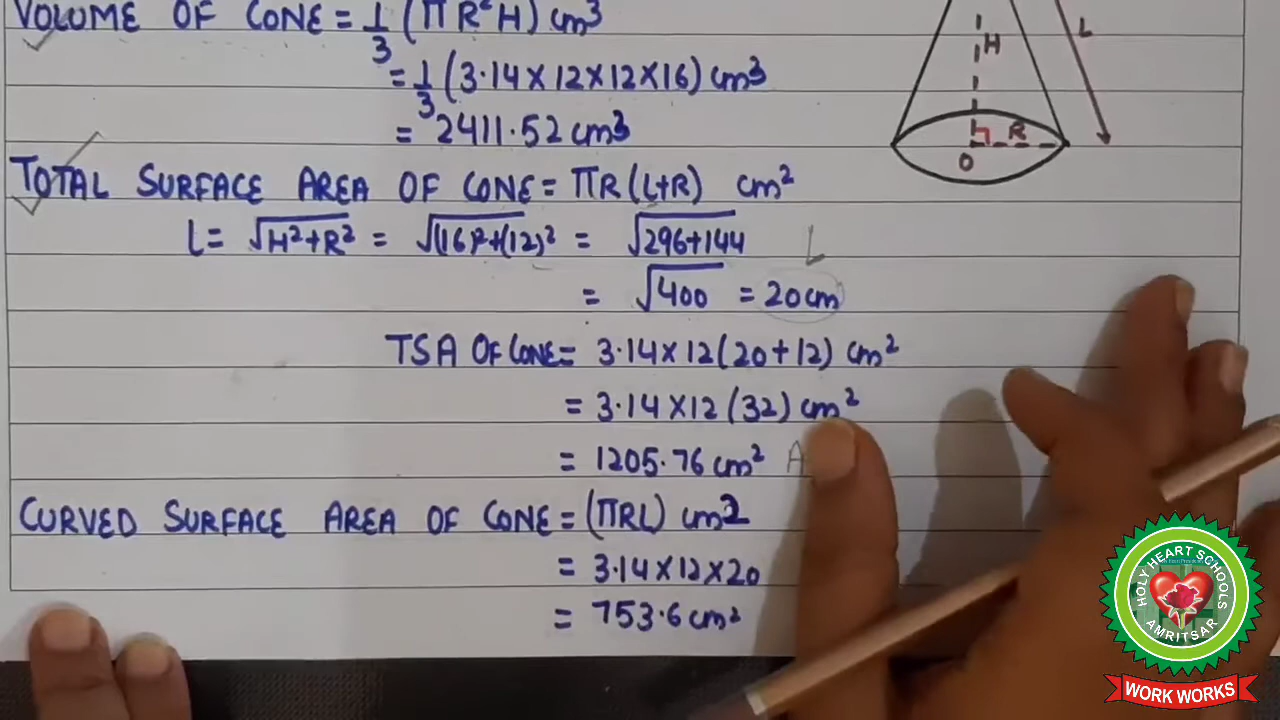 VOLUME OF CONE = 1/3 (πR²H) cm³
= 1/3 (3.14 × 12 × 12 × 16) cm³
= 2411.52 cm³
TOTAL SURFACE AREA OF CONE = πR (L+R) cm²
L = √H²+R² = √(16)²+(12)² = √296+144
= √400 = 20cm
L
TSA OF CONE = 3.14 × 12 (20 + 12) cm²
= 3.14 × 12 (32) cm²
= 1205.76 cm² A
CURVED SURFACE AREA OF CONE = (πRL) cm2
= 3.14 × 12 × 20
= 753.6 cm²
H
L
R
O
HOLY HEART SCHOOLS
AMRITSAR
WORK WORKS